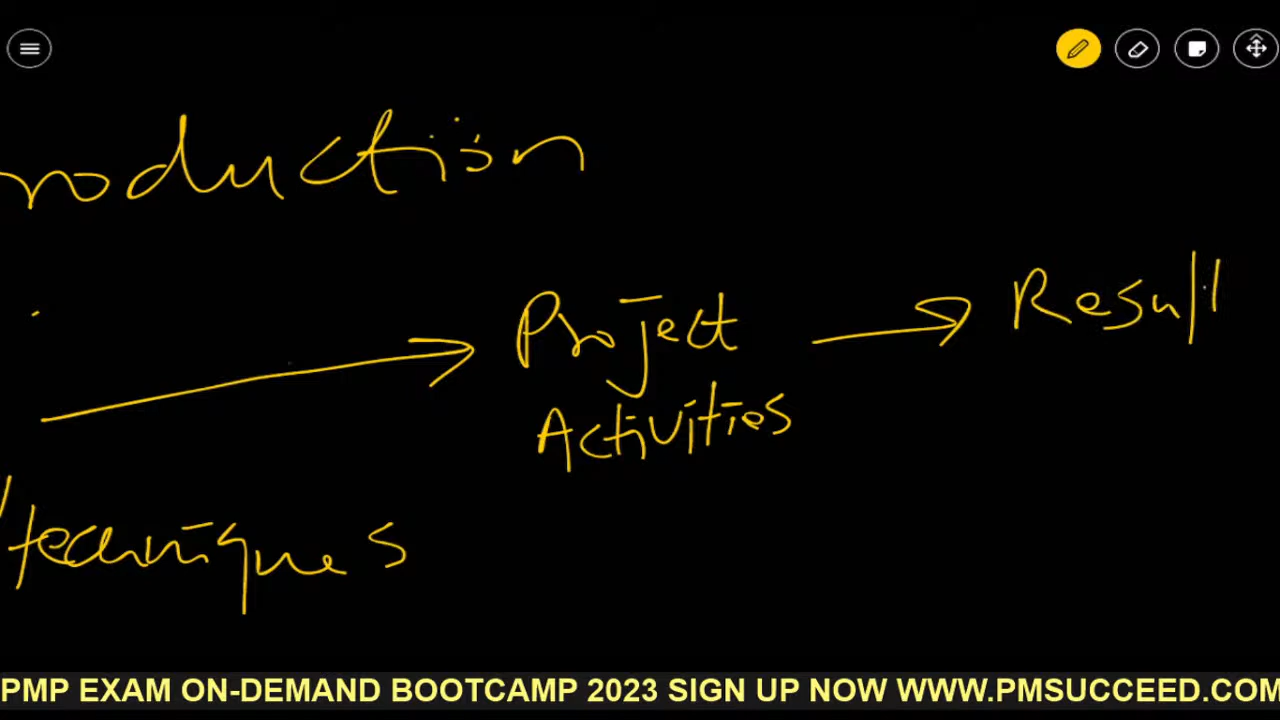 roduction
Project
Activities
Result
/techniques
PMP EXAM ON-DEMAND BOOTCAMP 2023 SIGN UP NOW WWW.PMSUCCEED.COM